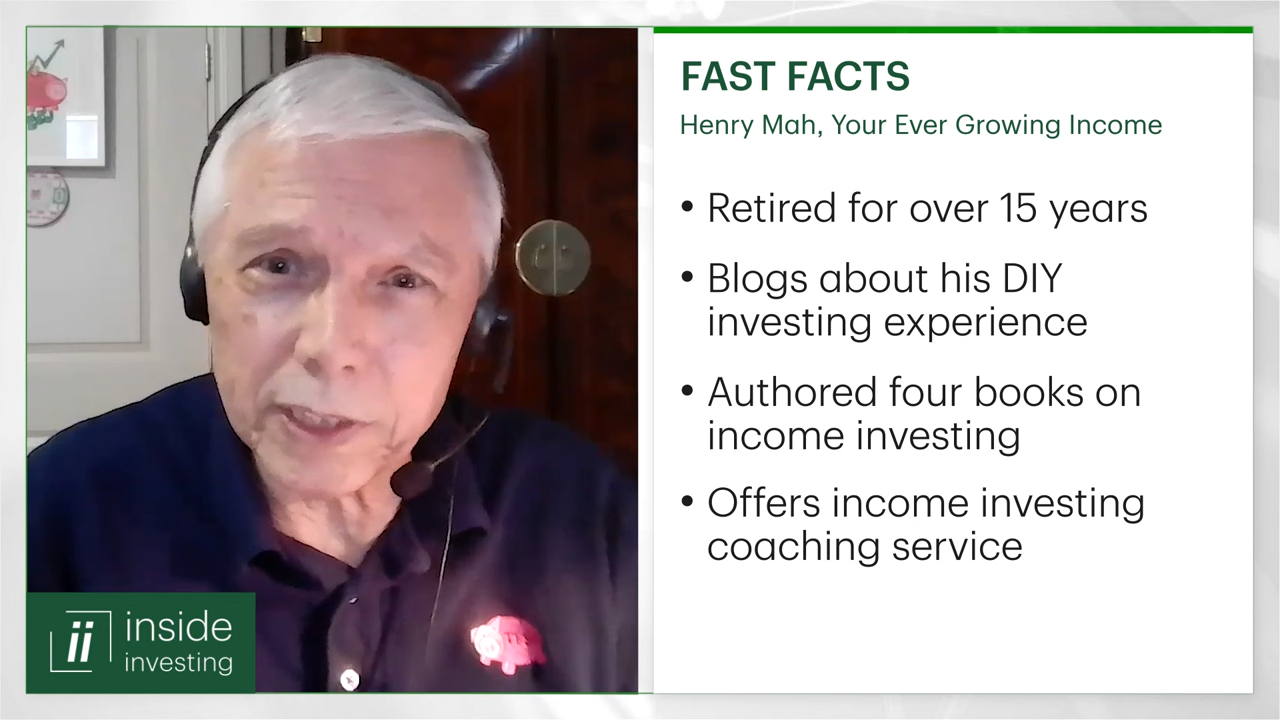 FAST FACTS
Henry Mah, Your Ever Growing Income
• Retired for over 15 years
• Blogs about his DIY
investing experience
• Authored four books on
income investing
• Offers income investing
coaching service
ii inside
investing